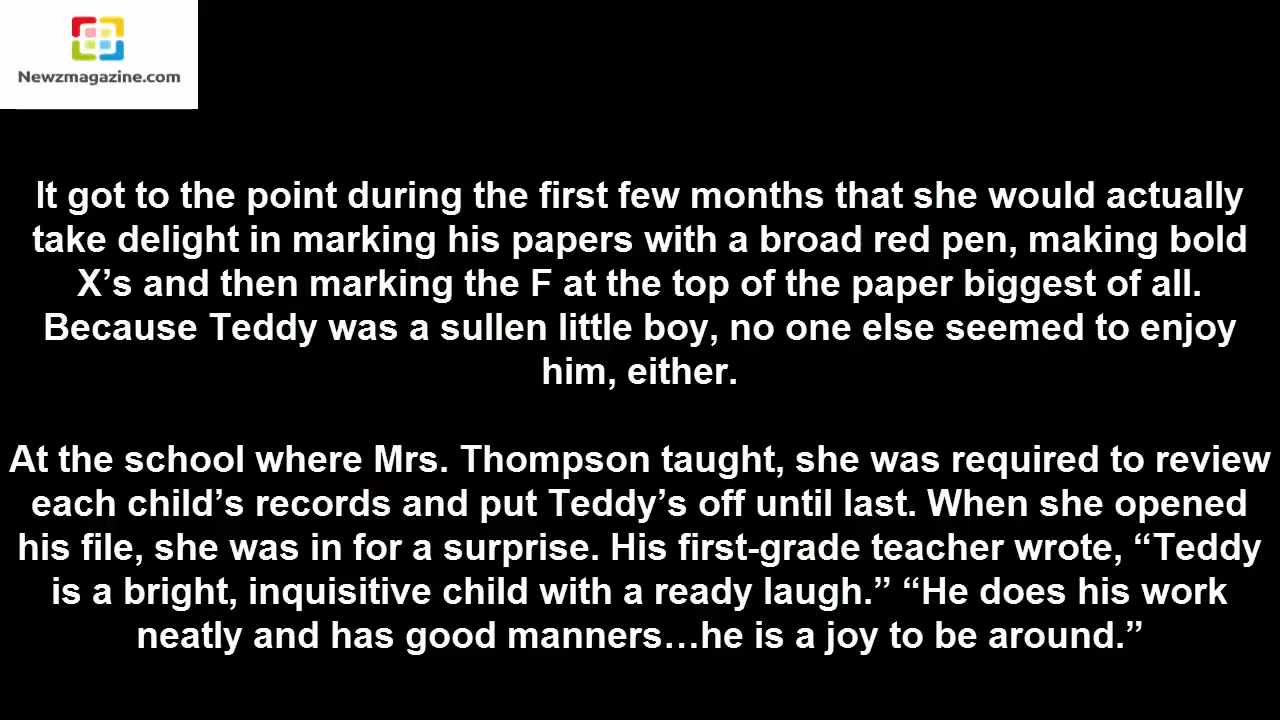 Newzmagazine.com
It got to the point during the first few months that she would actually
take delight in marking his papers with a broad red pen, making bold
X’s and then marking the F at the top of the paper biggest of all.
Because Teddy was a sullen little boy, no one else seemed to enjoy
him, either.
At the school where Mrs. Thompson taught, she was required to review
each child’s records and put Teddy’s off until last. When she opened
his file, she was in for a surprise. His first-grade teacher wrote, “Teddy
is a bright, inquisitive child with a ready laugh.” “He does his work
neatly and has good manners…he is a joy to be around.”